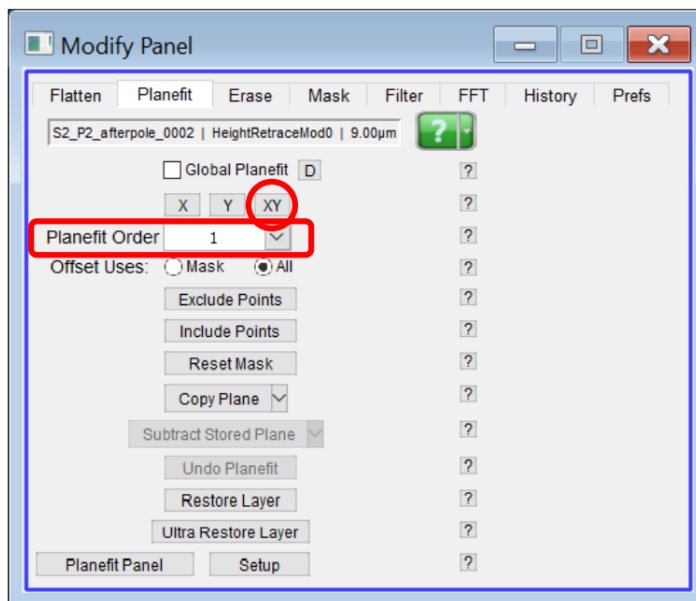 Modify Panel
Flatten Planefit Erase Mask Filter FFT History Prefs
S2_P2_afterpole_0002 | HeightRetraceMod0 | 9.00µm ?
Global Planefit D ?
X Y XY ?
Planefit Order 1 ?
Offset Uses: Mask All ?
Exclude Points ?
Include Points ?
Reset Mask ?
Copy Plane ?
Subtract Stored Plane ?
Undo Planefit ?
Restore Layer ?
Ultra Restore Layer ?
Planefit Panel Setup ?